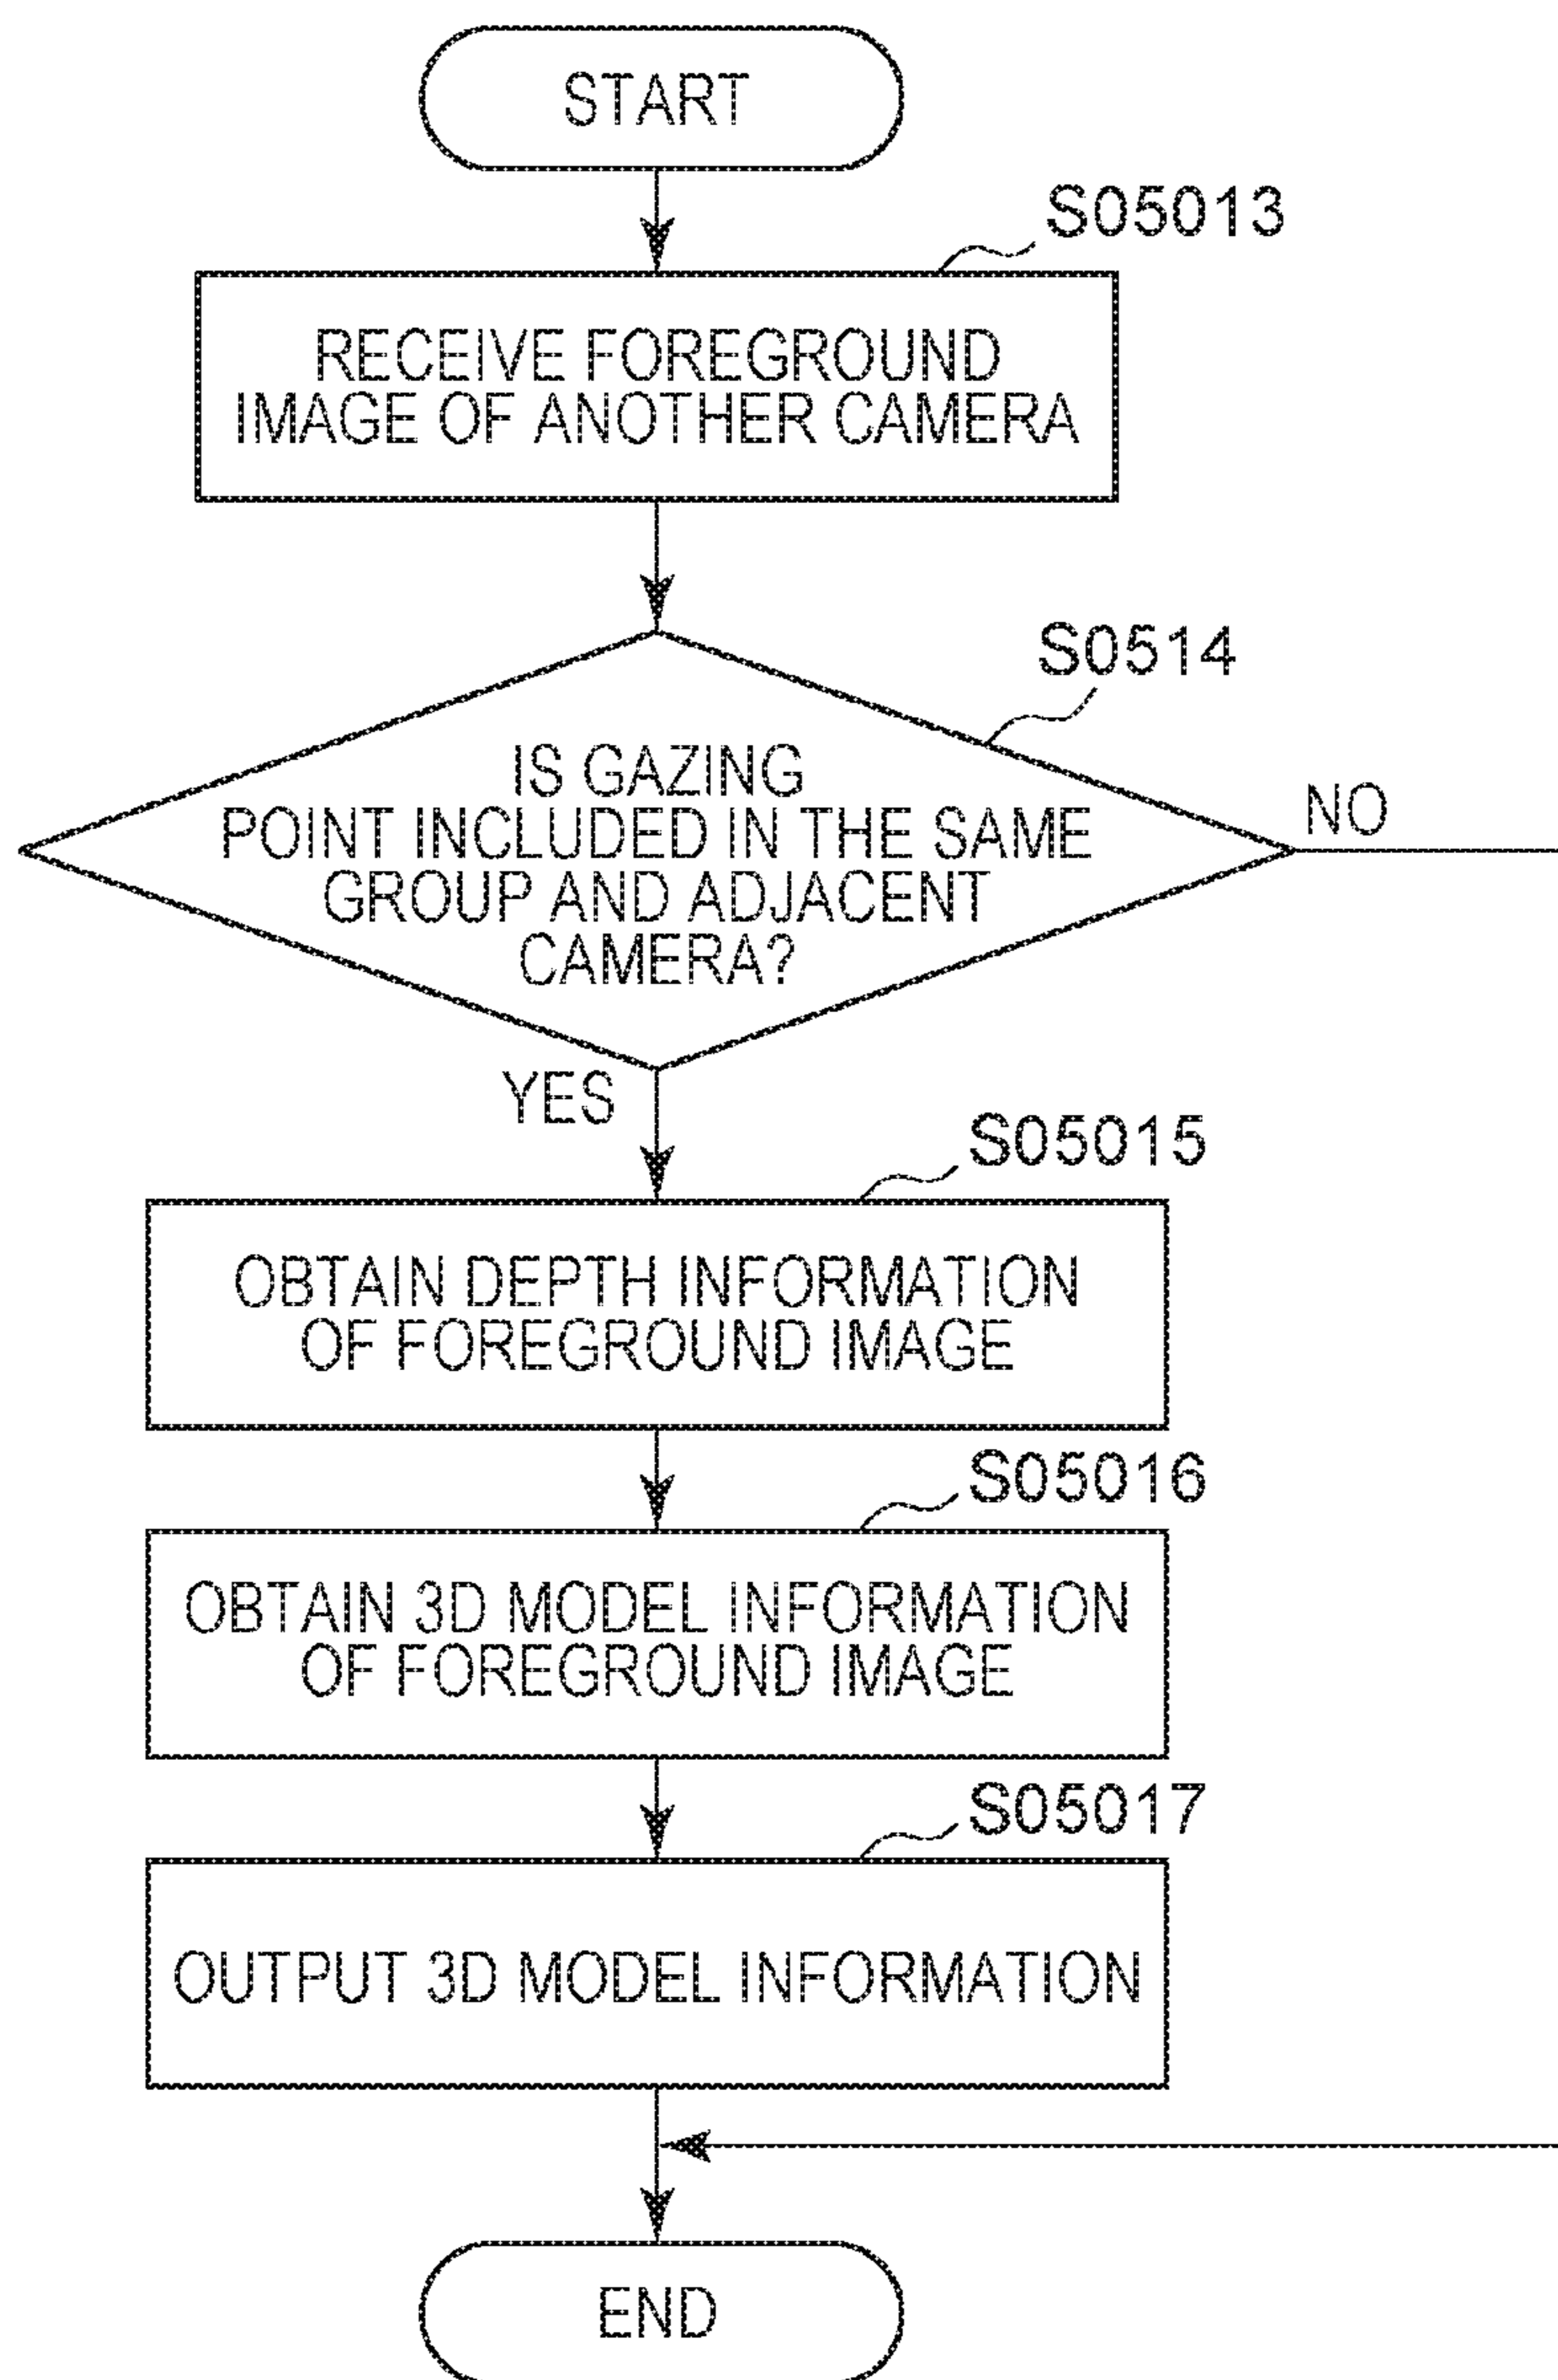 START
S05013
RECEIVE FOREGROUND
IMAGE OF ANOTHER CAMERA
S0514
IS GAZING
POINT INCLUDED IN THE SAME
GROUP AND ADJACENT
CAMERA?
NO
YES
S05015
OBTAIN DEPTH INFORMATION
OF FOREGROUND IMAGE
S05016
OBTAIN 3D MODEL INFORMATION
OF FOREGROUND IMAGE
S05017
OUTPUT 3D MODEL INFORMATION
END